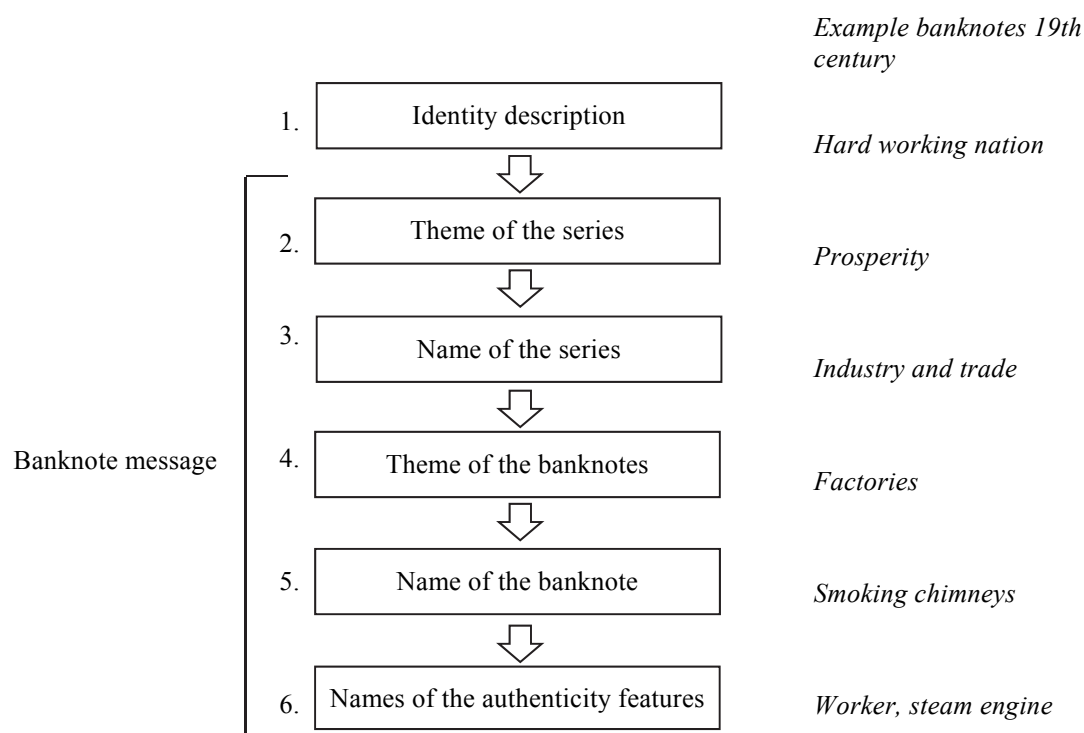 Example banknotes 19th
century
1.
Identity description
Hard working nation
2.
Theme of the series
Prosperity
3.
Name of the series
Industry and trade
Banknote message
4.
Theme of the banknotes
Factories
5.
Name of the banknote
Smoking chimneys
6.
Names of the authenticity features
Worker, steam engine